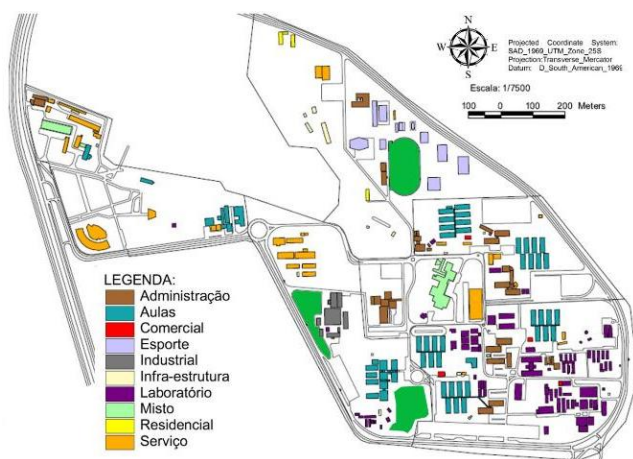 N
W E
S
Projected Coordinate System:
SAD_1969_UTM_Zone_25S
Projection:Transverse_Mercator
Datum: D_South_American_1969
Escala: 1/7500
100 0 100 200 Meters
LEGENDA:
Administração
Aulas
Comercial
Esporte
Industrial
Infra-estrutura
Laboratório
Misto
Residencial
Serviço